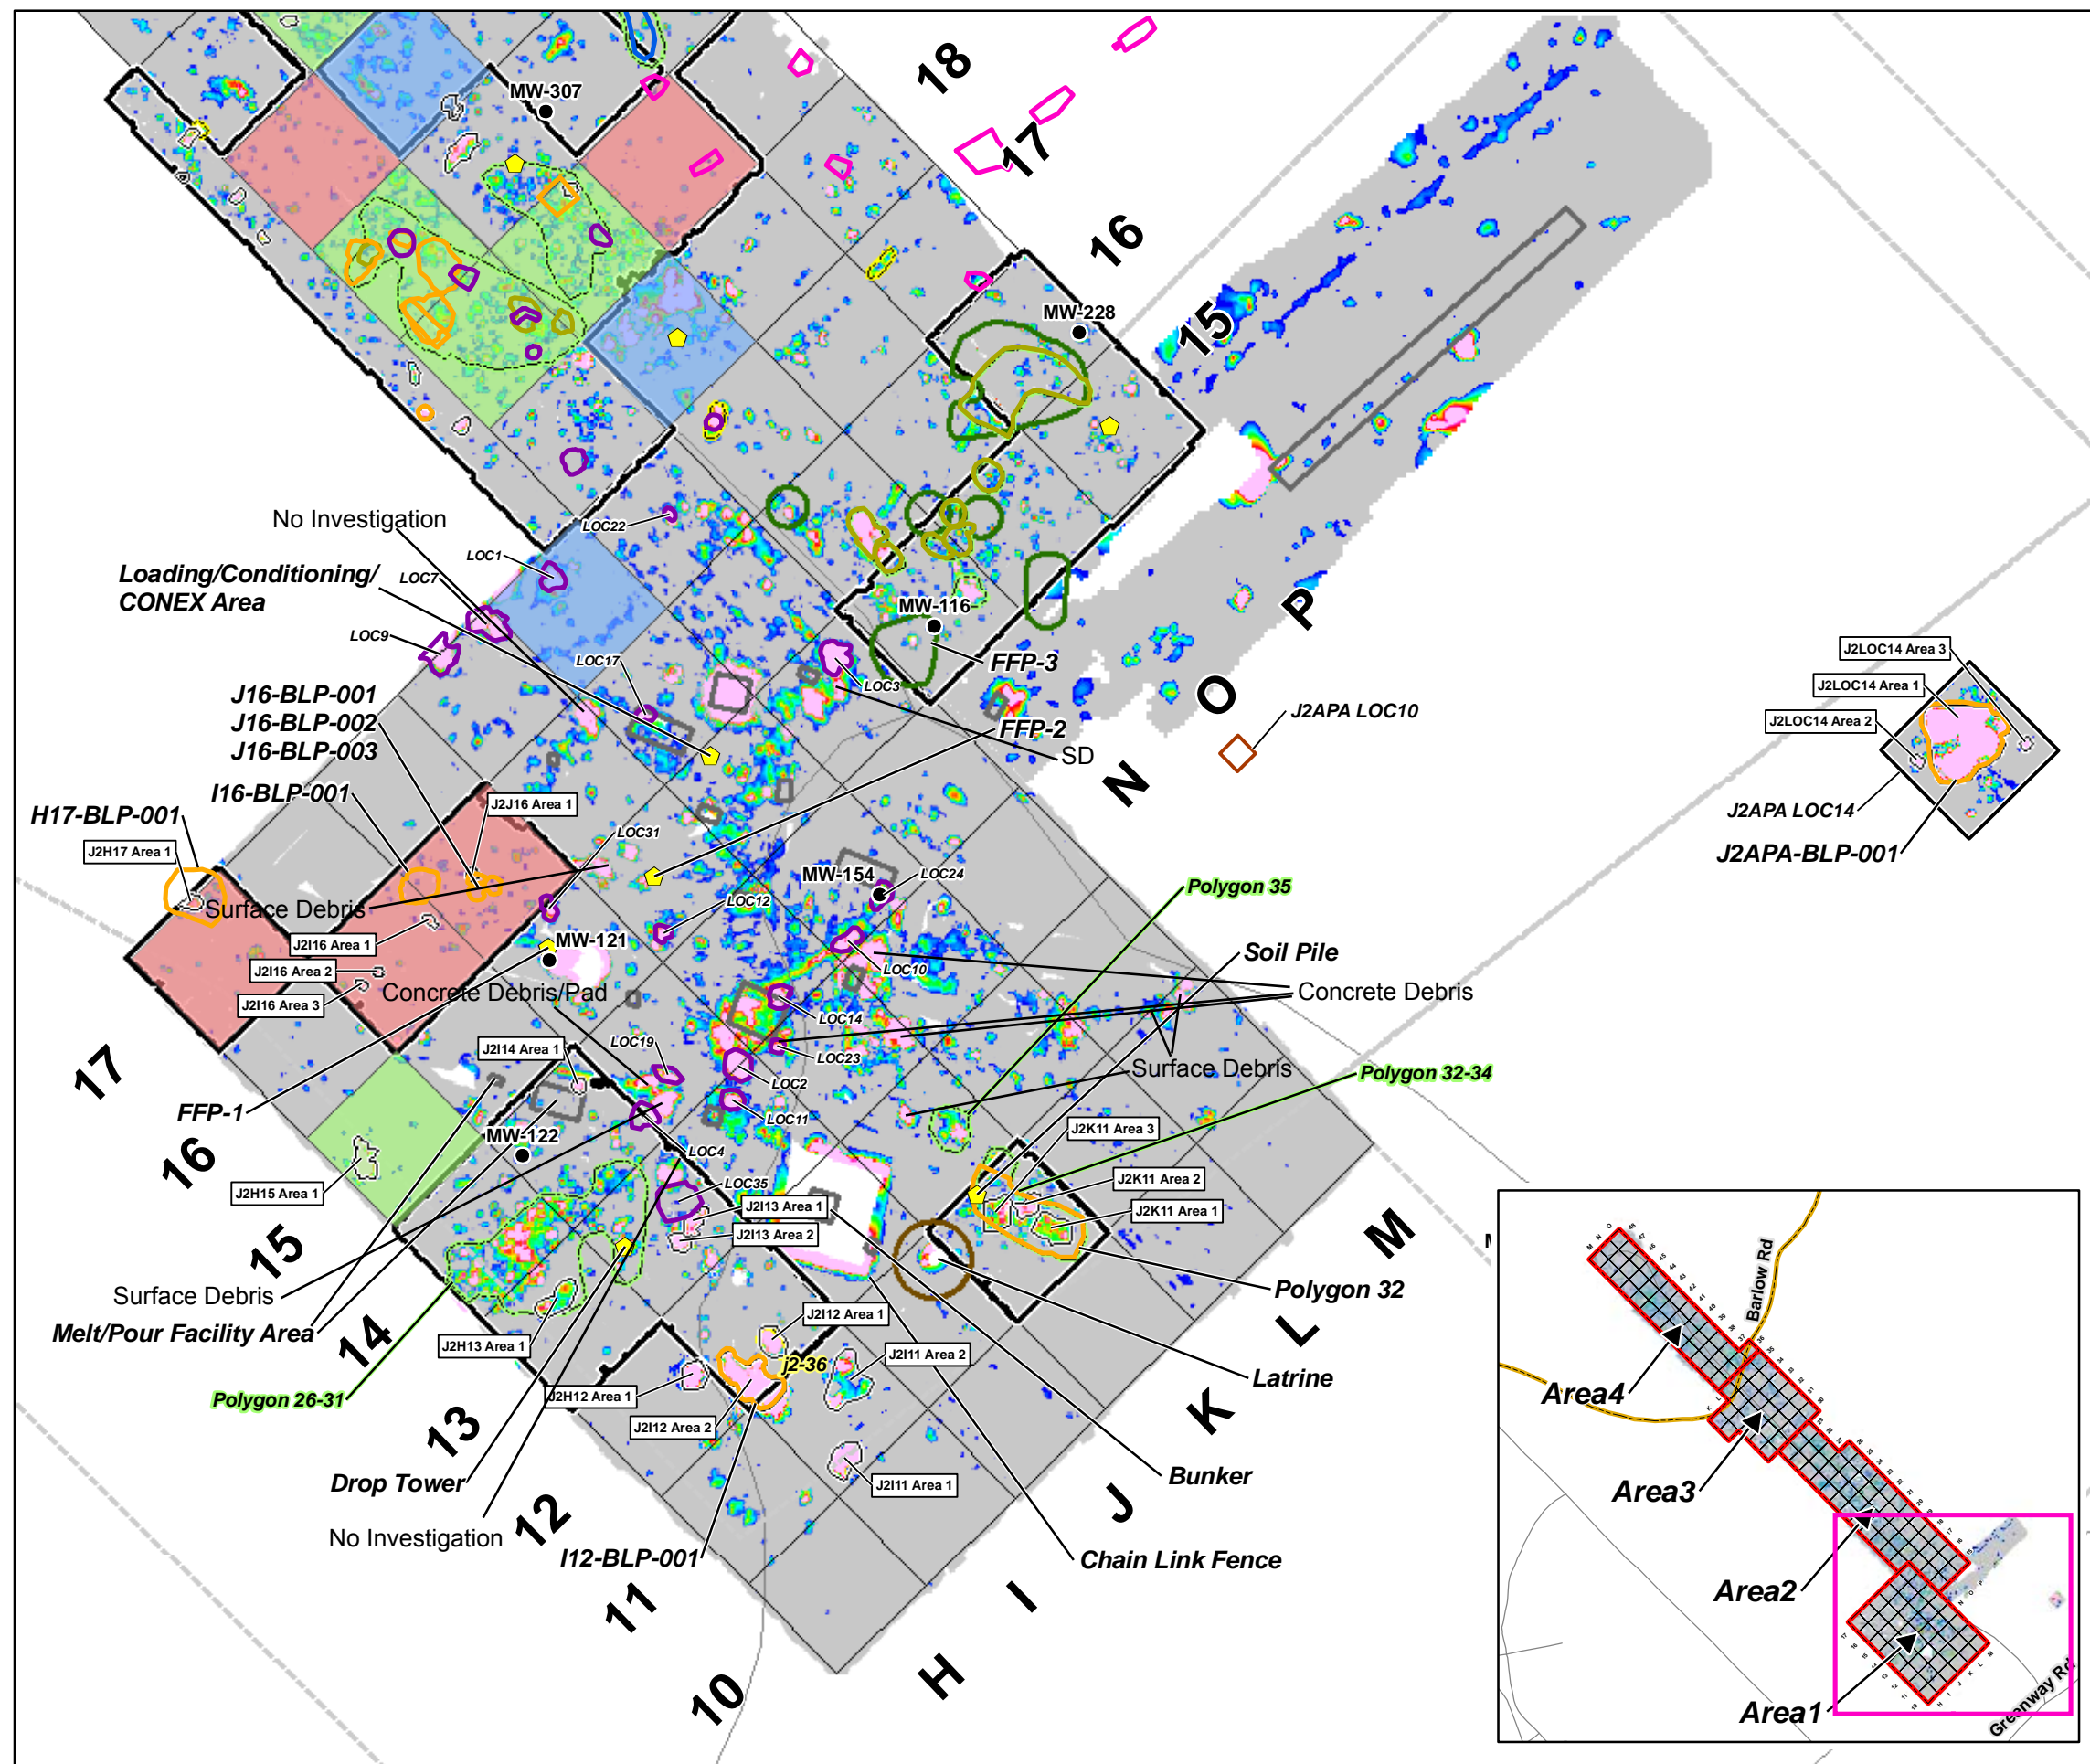 18
MW-307
17
16
MW-228
15
No Investigation
LOC22
LOC1
Loading/Conditioning/
CONEX Area
LOC7
P
MW-116
LOC9
LOC17
FFP-3
LOC3
O
J2LOC14 Area 3
J2LOC14 Area 1
J2LOC14 Area 2
J16-BLP-001
J16-BLP-002
J16-BLP-003
J2APA LOC10
FFP-2
SD
N
I16-BLP-001
J2J16 Area 1
H17-BLP-001
J2H17 Area 1
LOC31
J2APA LOC14
J2APA-BLP-001
MW-154
LOC24
Polygon 35
LOC12
Surface Debris
J2I16 Area 1
MW-121
J2I16 Area 2
LOC10
Soil Pile
Concrete Debris/Pad
J2I16 Area 3
Concrete Debris
LOC14
J2I14 Area 1
LOC19
LOC23
Surface Debris
Polygon 32-34
17
LOC2
FFP-1
LOC11
MW-122
J2K11 Area 3
16
LOC4
J2H15 Area 1
LOC35
J2K11 Area 2
J2I13 Area 1
J2K11 Area 1
J2I13 Area 2
15
M
Surface Debris
Polygon 32
Melt/Pour Facility Area
14
J2I12 Area 1
L
J2H13 Area 1
j2-36
J2I11 Area 2
Latrine
Polygon 26-31
J2H12 Area 1
J2I12 Area 2
K
13
Drop Tower
Bunker
J2I11 Area 1
J
12
No Investigation
I12-BLP-001
Chain Link Fence
I
11
H
10
Barlow Rd
Area4
Area3
Area2
Area1
Greenway Rd